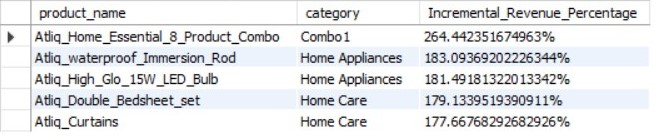 product_name category Incremental_Revenue_Percentage
Atliq_Home_Essential_8_Product_Combo Combo1 264.442351674963%
Atliq_waterproof_Immersion_Rod Home Appliances 183.09369202226344%
Atliq_High_Glo_15W_LED_Bulb Home Appliances 181.49181322013342%
Atliq_Double_Bedsheet_set Home Care 179.1339519390911%
Atliq_Curtains Home Care 177.66768292682926%